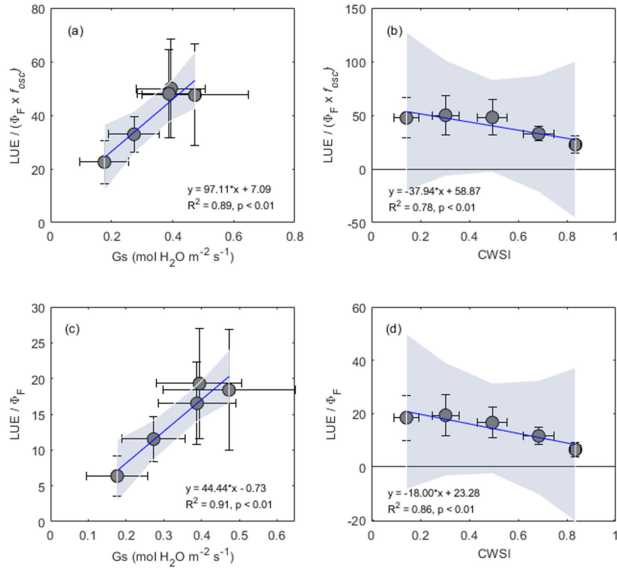 (a)
80
60
40
20
0
LUE / (Φ_F x f_esc)
y = 97.11*x + 7.09
R² = 0.89, p < 0.01
0 0.2 0.4 0.6 0.8
Gs (mol H₂O m⁻² s⁻¹)
(b)
150
100
50
0
-50
LUE / (Φ_F x f_esc)
y = -37.94*x + 58.87
R² = 0.78, p < 0.01
0 0.2 0.4 0.6 0.8 1
CWSI
(c)
30
25
20
15
10
5
0
LUE / Φ_F
y = 44.44*x - 0.73
R² = 0.91, p < 0.01
0 0.1 0.2 0.3 0.4 0.5 0.6
Gs (mol H₂O m⁻² s⁻¹)
(d)
60
40
20
0
-20
LUE / Φ_F
y = -18.00*x + 23.28
R² = 0.86, p < 0.01
0 0.2 0.4 0.6 0.8 1
CWSI